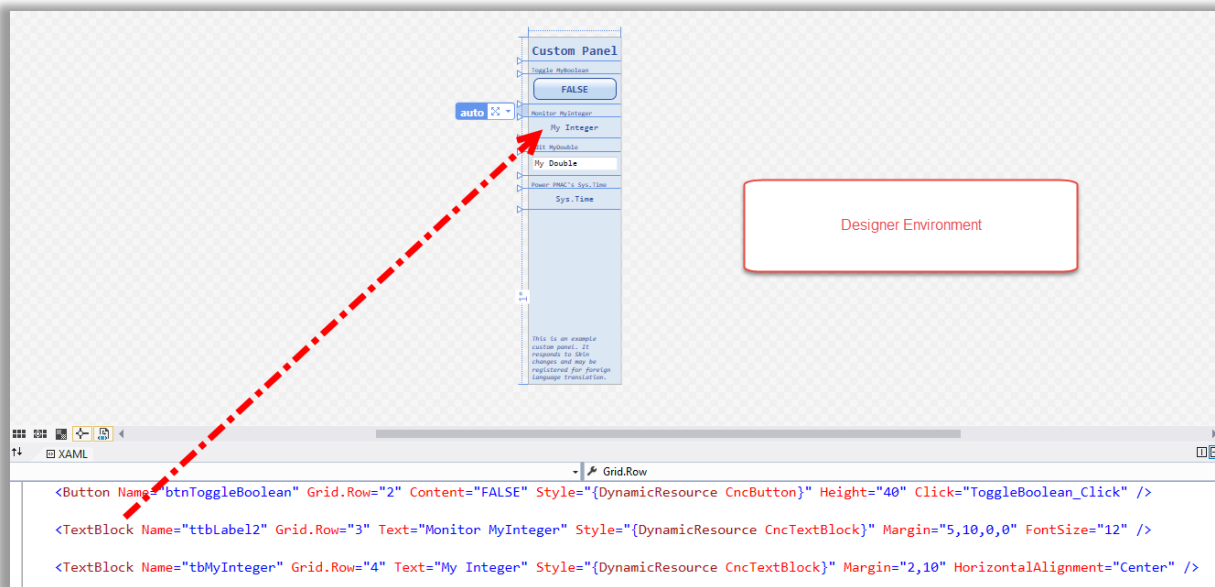 Custom Panel
Toggle MyBoolean
FALSE
auto
Monitor MyInteger
My Integer
Edit MyDouble
My Double
Power PMAC's Sys.Time
Sys.Time
Designer Environment
This is an example
custom panel. It
responds to Skin
changes and may be
registered for foreign
language translation.
XAML
Grid.Row
<Button Name="btnToggleBoolean" Grid.Row="2" Content="FALSE" Style="{DynamicResource CncButton}" Height="40" Click="ToggleBoolean_Click" />
<TextBlock Name="ttbLabel2" Grid.Row="3" Text="Monitor MyInteger" Style="{DynamicResource CncTextBlock}" Margin="5,10,0,0" FontSize="12" />
<TextBlock Name="tbMyInteger" Grid.Row="4" Text="My Integer" Style="{DynamicResource CncTextBlock}" Margin="2,10" HorizontalAlignment="Center" />